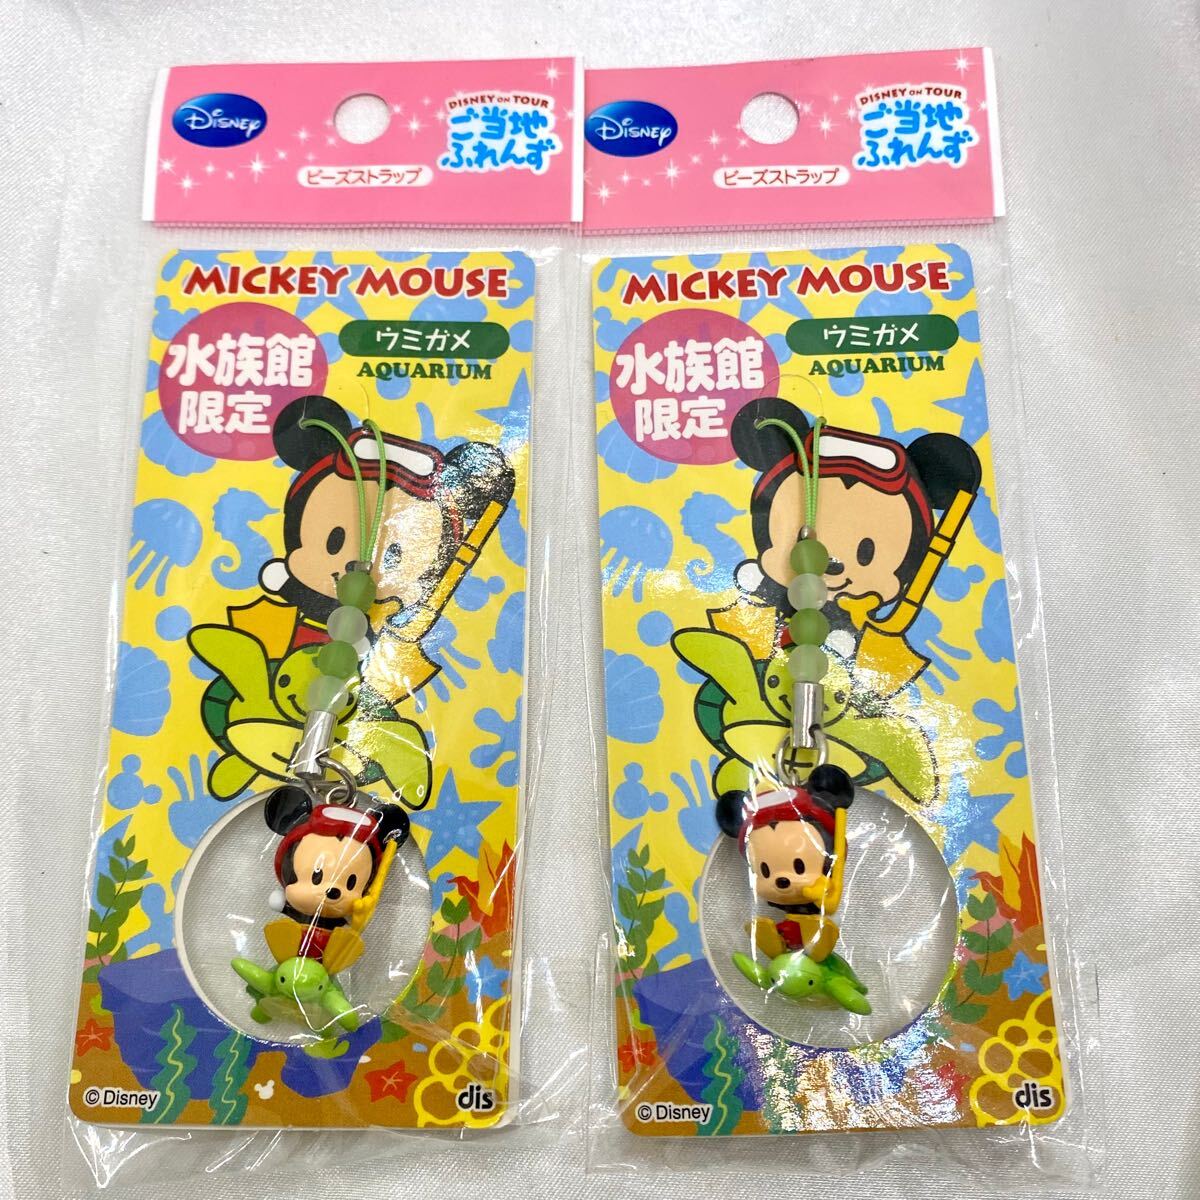 Disney
DISNEY ON TOUR
ご当地
ふれんず
ビーズストラップ
MICKEY MOUSE
水族館
限定
ウミガメ
AQUARIUM
© Disney
dis
Disney
DISNEY ON TOUR
ご当地
ふれんず
ビーズストラップ
MICKEY MOUSE
水族館
限定
ウミガメ
AQUARIUM
© Disney
dis